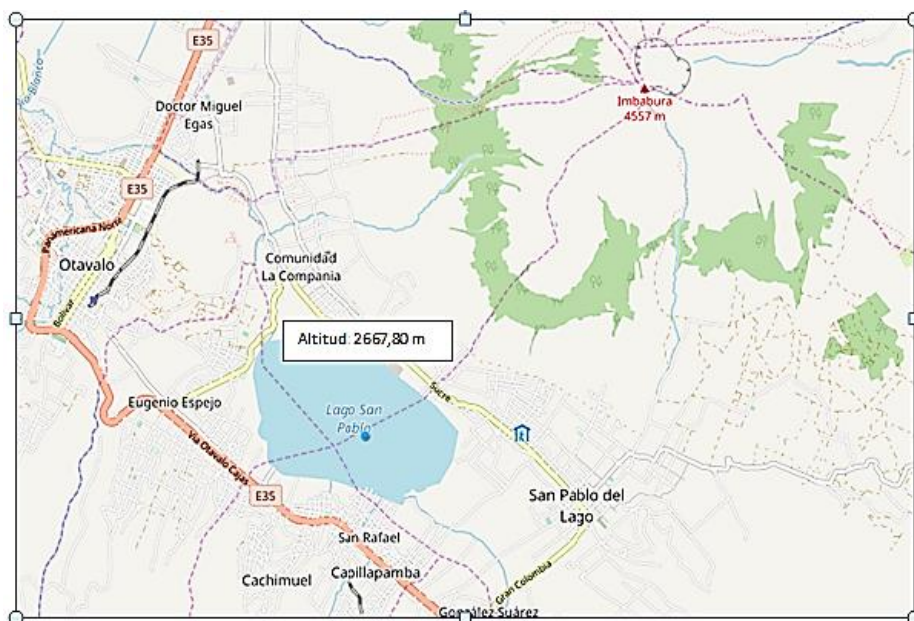 E35
Doctor Miguel
Egas
Imbabura
4557 m
E35
Panamericana Norte
Otavalo
Comunidad
La Compania
Bolívar
Altitud: 2667,80 m
Sucre
Eugenio Espejo
Lago San
Pablo
Via Otavalo Cajas
E35
San Pablo del
Lago
San Rafael
Capillapamba
Cachimuel
Gran Colombia
González Suárez